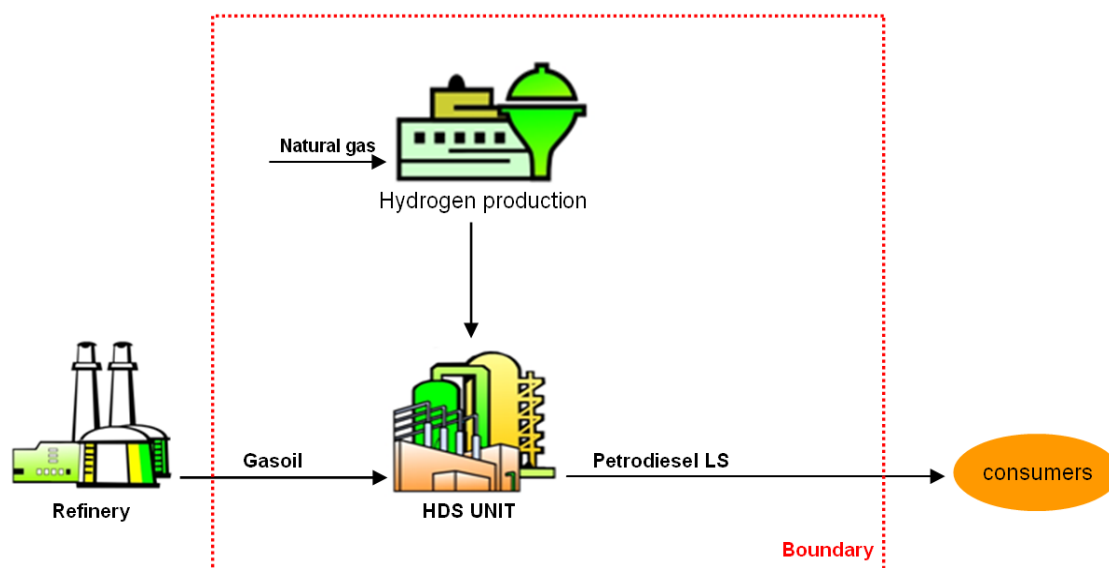 Natural gas
Hydrogen production
Gasoil
Petrodiesel LS
consumers
Refinery
HDS UNIT
Boundary